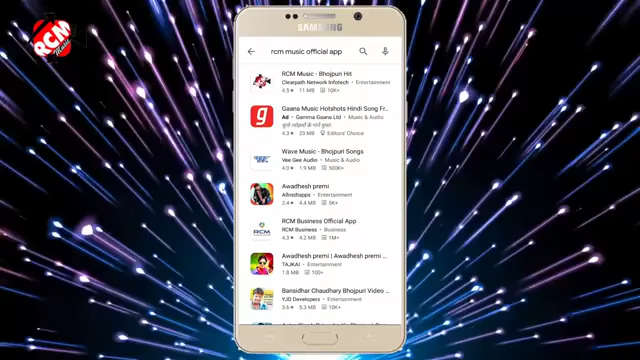 RCM
Music
SAMSUNG
rcm music official app
RCM Music - Bhojpuri Hit
Clearpath Network Infotech • Entertainment
4.5★ 11 MB 10K+
Gaana Music Hotshots Hindi Song Fr...
Ad • Gamma Gaana Ltd • Music & Audio
4.3★ 23 MB Editors' Choice
Wave Music - Bhojpuri Songs
Vee Gee Audio • Music & Audio
4.0★ 1.9 MB 500K+
Awadhesh premi
Allindtapps • Entertainment
2.4★ 4.4 MB 5K+
RCM Business Official App
RCM Business • Business
4.3★ 4.2 MB 1M+
Awadhesh premi | Awadhesh premi ...
TAJKAI • Entertainment
1.8 MB 100+
Bansidhar Chaudhary Bhojpuri Video ...
YJD Developers • Entertainment
3.6★ 5.3 MB 10K+